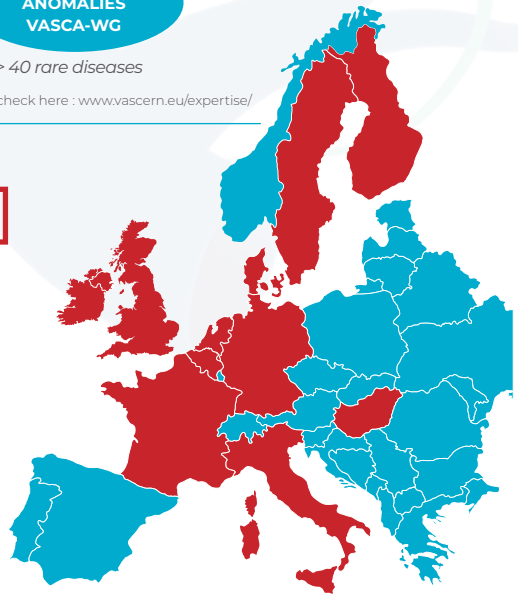 ANOMALIES
VASCA-WG
> 40 rare diseases
check here : www.vascern.eu/expertise/